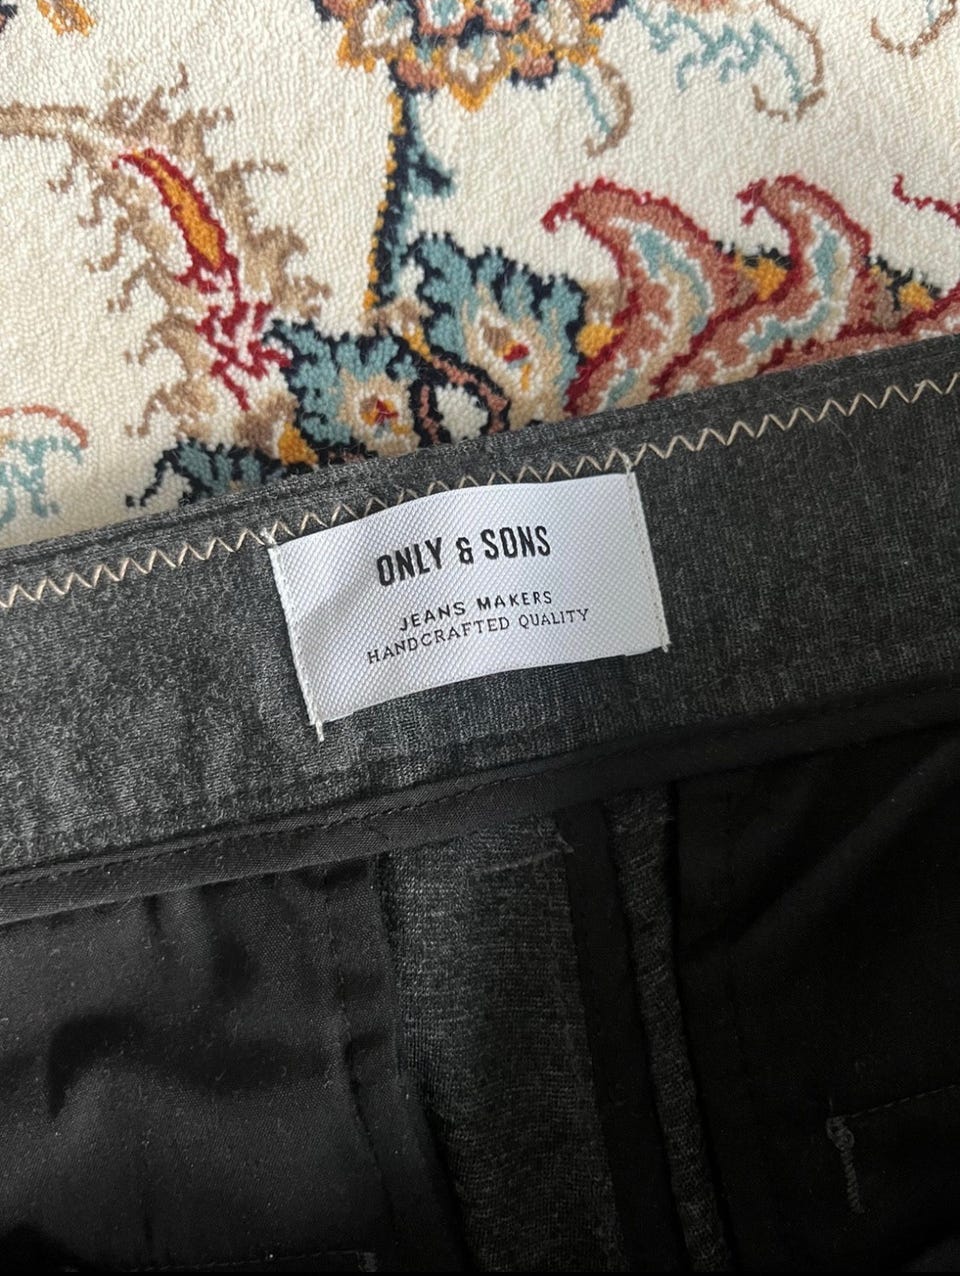 ONLY & SONS
JEANS MAKERS
HANDCRAFTED QUALITY